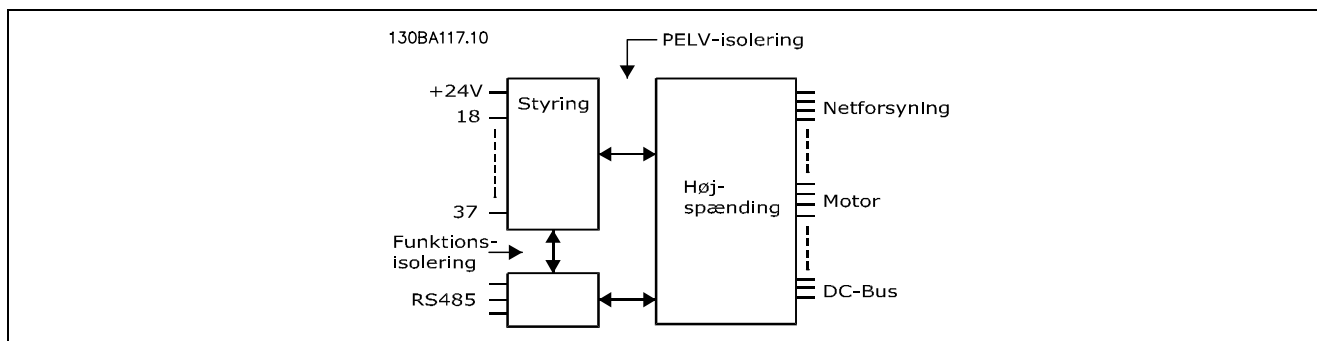 130BA117.10
PELV-isolering
+24V
Styring
18
37
Funktions-
isolering
RS485
Høj-
spænding
NetforsynIng
Motor
DC-Bus